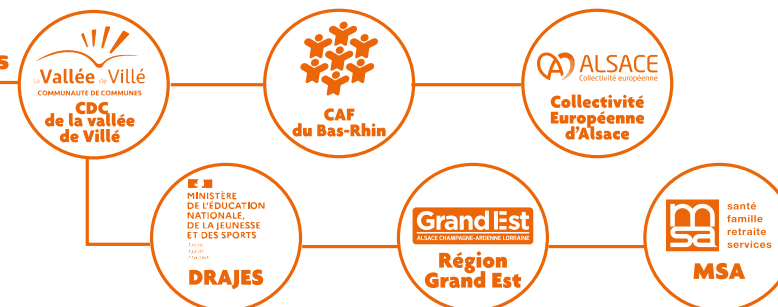 s
la Vallée de Villé
COMMUNAUTÉ DE COMMUNES
CDC
de la vallée
de Villé
CAF
du Bas-Rhin
ALSACE
Collectivité européenne
Collectivité
Européenne
d'Alsace
MINISTÈRE
DE L'ÉDUCATION
NATIONALE,
DE LA JEUNESSE
ET DES SPORTS
DRAJES
Grand Est
ALSACE CHAMPAGNE-ARDENNE LORRAINE
Région
Grand Est
msa
santé
famille
retraite
services
MSA